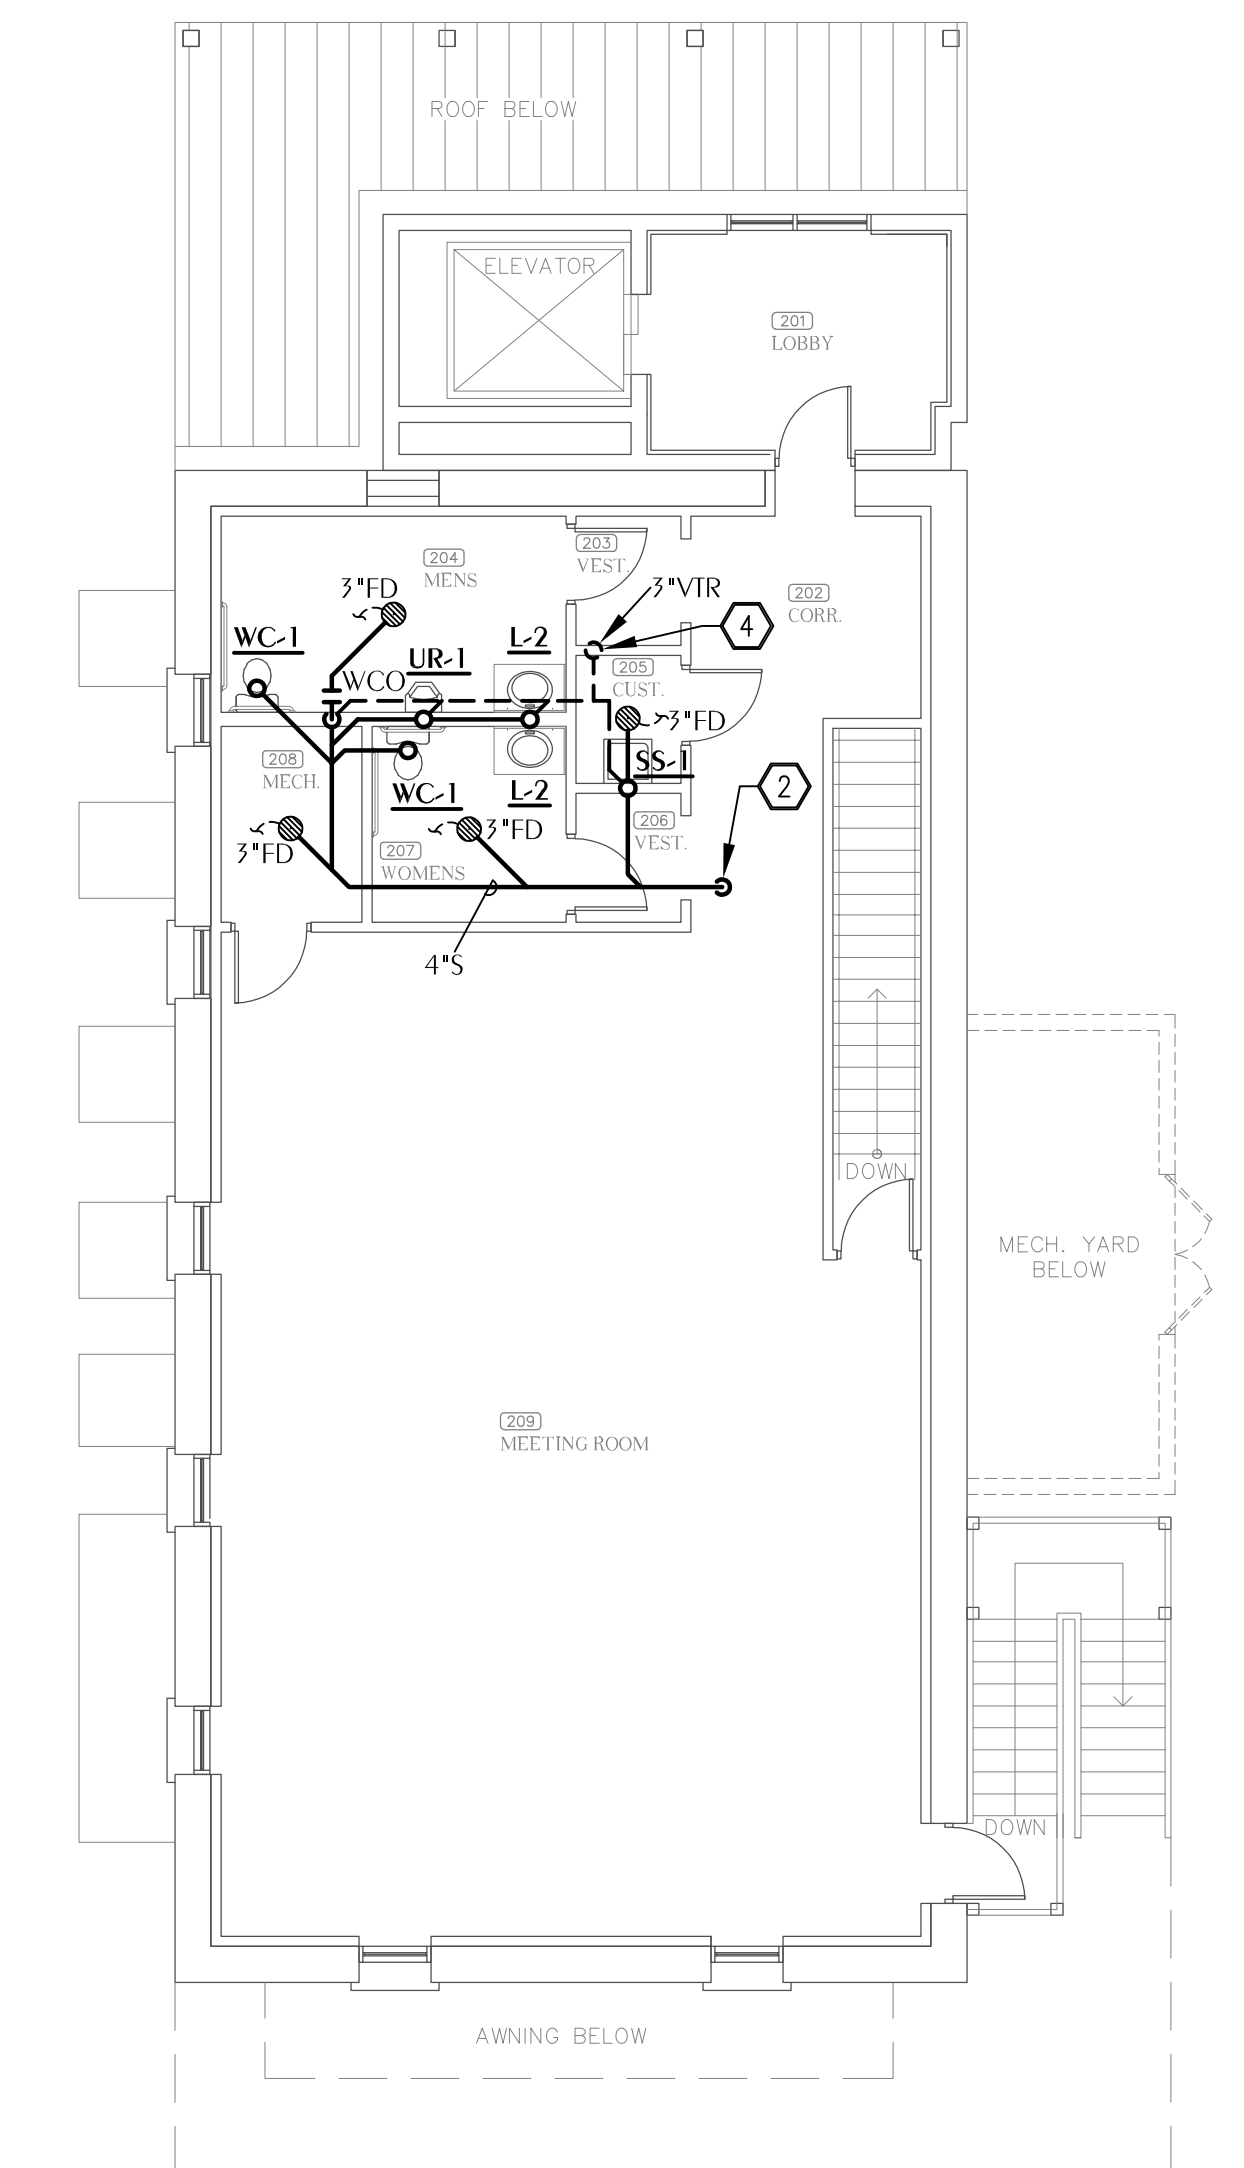 ROOF BELOW
ELEVATOR
201
LOBBY
203
VEST.
204
MENS
3"FD
3"VTR
202
CORR.
4
WC-1
L-2
UR-1
205
CUST.
WCO
3"FD
208
MECH.
SS-1
2
WC-1
L-2
206
VEST.
3"FD
3"FD
207
WOMENS
4"S
DOWN
MECH. YARD
BELOW
209
MEETING ROOM
DOWN
AWNING BELOW